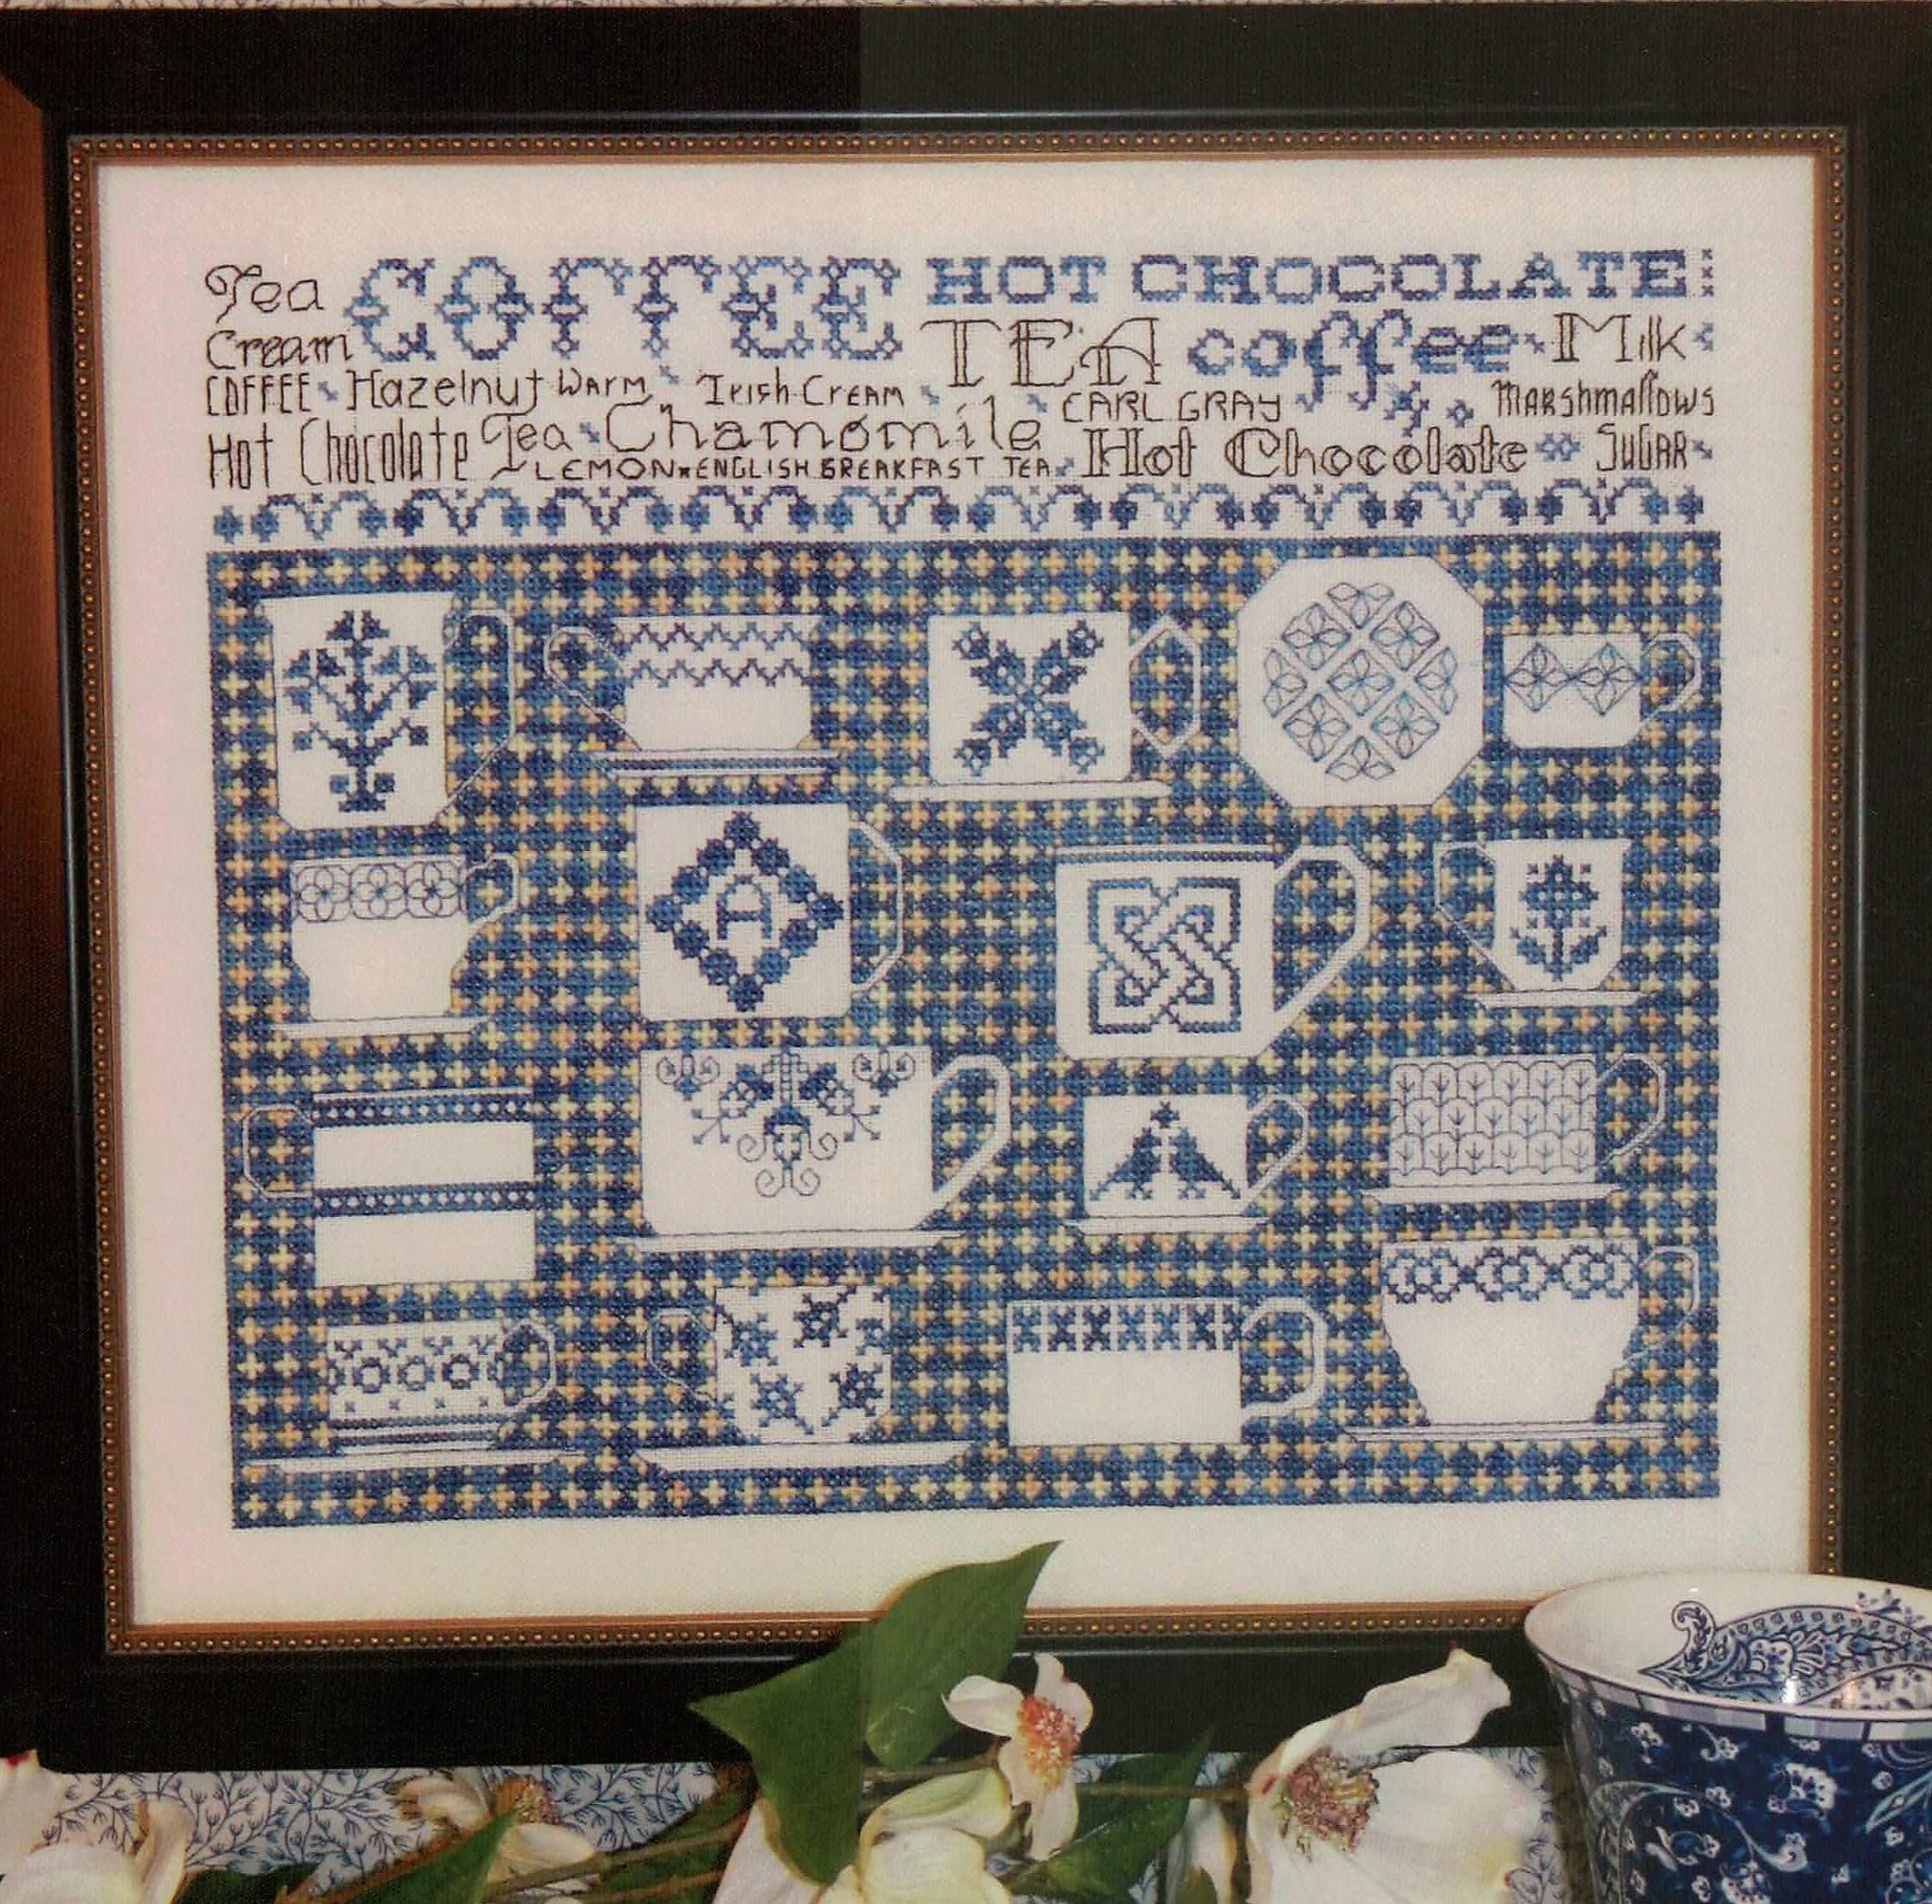 Tea COFFEE HOT CHOCOLATE
Cream TEA coffee Milk
COFFEE Hazelnut Warm Irish Cream EARL GRAY Marshmallows
Hot Chocolate Tea Chamomile Hot Chocolate SUGAR
LEMON ENGLISH BREAKFAST TEA
A